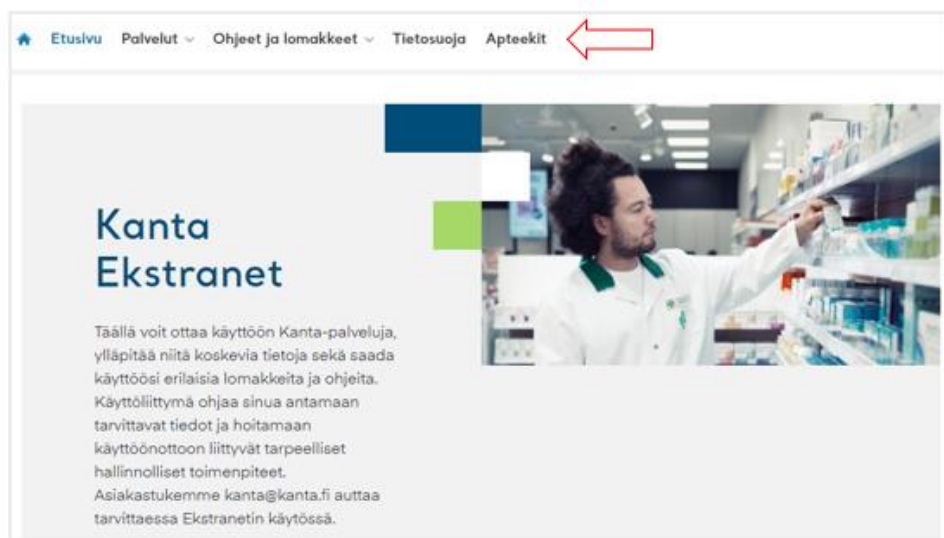 Etusivu Palvelut Ohjeet ja lomakkeet Tietosuoja Apteekit
Kanta
Ekstranet
Täällä voit ottaa käyttöön Kanta-palveluja,
ylläpitää niitä koskevia tietoja sekä saada
käyttöösi erilaisia lomakkeita ja ohjeita.
Käyttöliittymä ohjaa sinua antamaan
tarvittavat tiedot ja hoitamaan
käyttöönottoon liittyvät tarpeelliset
hallinnolliset toimenpiteet.
Asiakastukemme kanta@kanta.fi auttaa
tarvittaessa Ekstranetin käytössä.